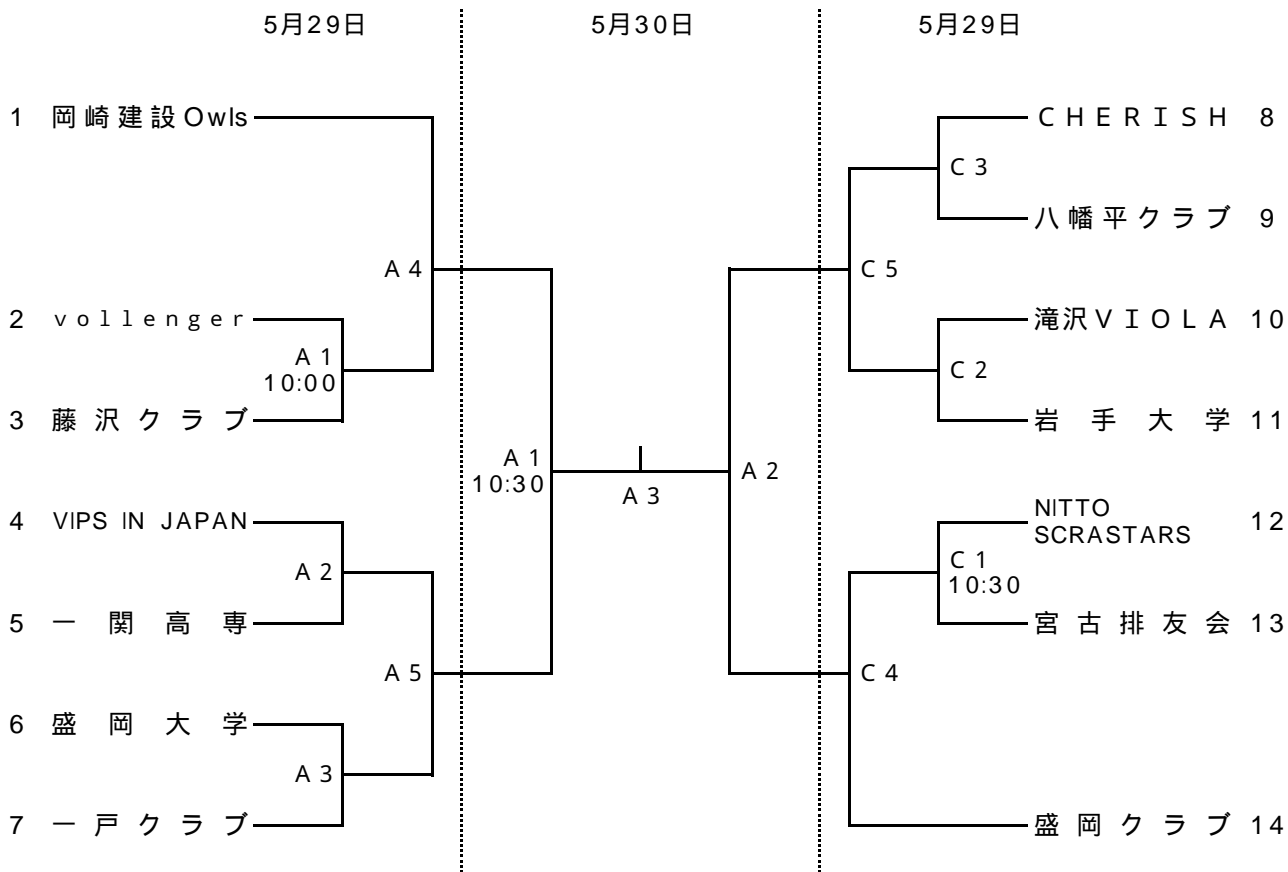 5月29日
5月30日
5月29日
1 岡崎建設Owls
CHERISH 8
C3
八幡平クラブ 9
A4
C5
2 vollenger
滝沢VIOLA 10
A1
10:00
C2
3 藤沢クラブ
岩手大学 11
A1
10:30
A3
A2
4 VIPS IN JAPAN
NITTO
SCRASTARS 12
A2
C1
10:30
5 一関高専
宮古排友会 13
A5
C4
6 盛岡大学
A3
7 一戸クラブ
盛岡クラブ 14